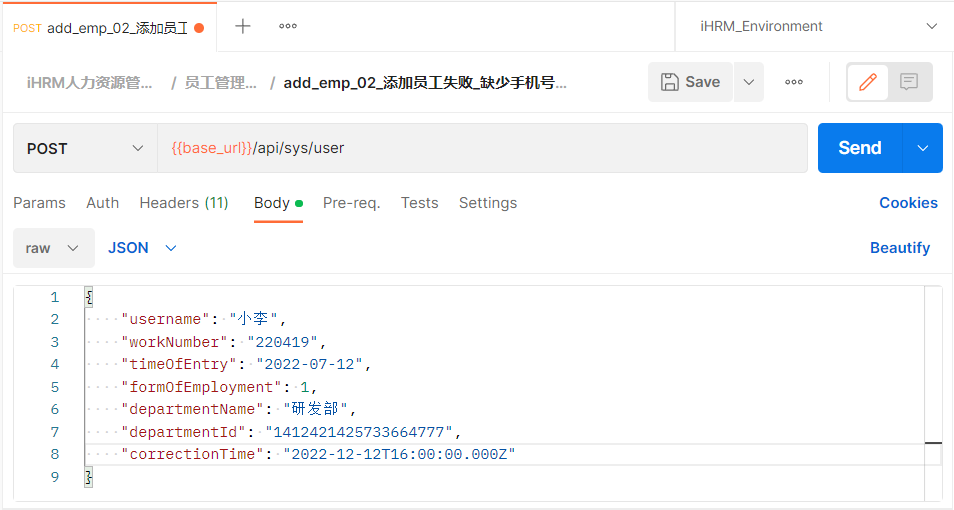 POST add_emp_02_添加员工 iHRM_Environment
iHRM人力资源管... / 员工管理... / add_emp_02_添加员工失败_缺少手机号... Save
POST {{base_url}}/api/sys/user Send
Params Auth Headers (11) Body Pre-req. Tests Settings Cookies
raw JSON Beautify
1 {
2 "username": "小李",
3 "workNumber": "220419",
4 "timeOfEntry": "2022-07-12",
5 "formOfEmployment": 1,
6 "departmentName": "研发部",
7 "departmentId": "1412421425733664777",
8 "correctionTime": "2022-12-12T16:00:00.000Z"
9 }